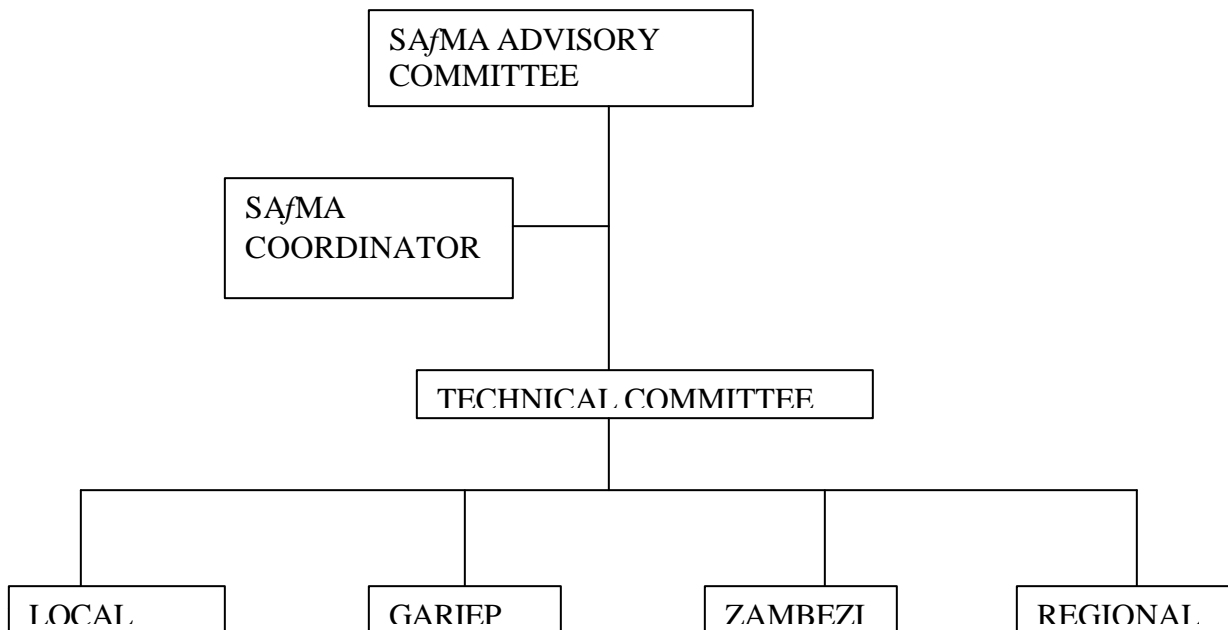 SAfMA ADVISORY
COMMITTEE
SAfMA
COORDINATOR
TECHNICAL COMMITTEE
LOCAL
GARIEP
ZAMBEZI
REGIONAL